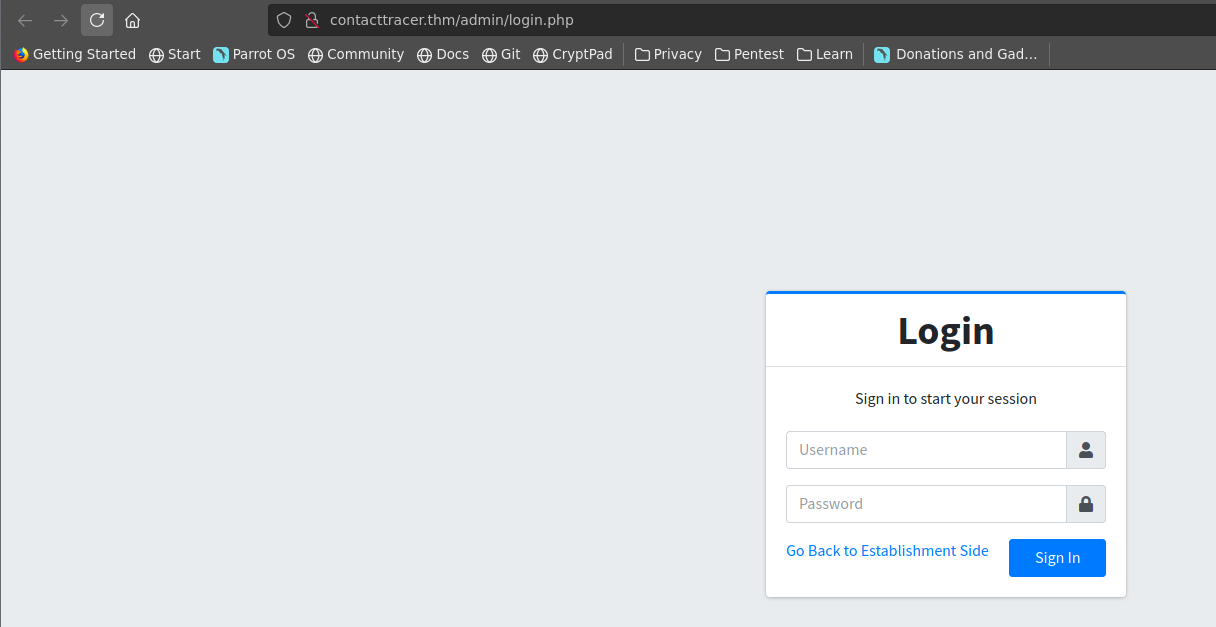 contacttracer.thm/admin/login.php
Getting Started Start Parrot OS Community Docs Git CryptPad Privacy Pentest Learn Donations and Gad...
Login
Sign in to start your session
Username
Password
Go Back to Establishment Side Sign In